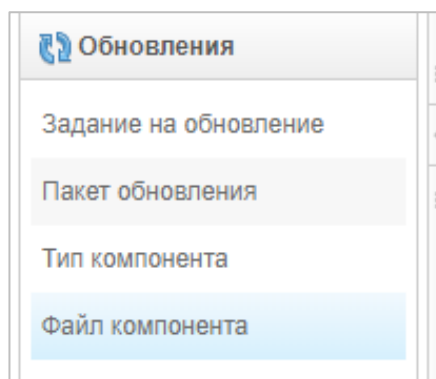 Обновления
Задание на обновление
Пакет обновления
Тип компонента
Файл компонента